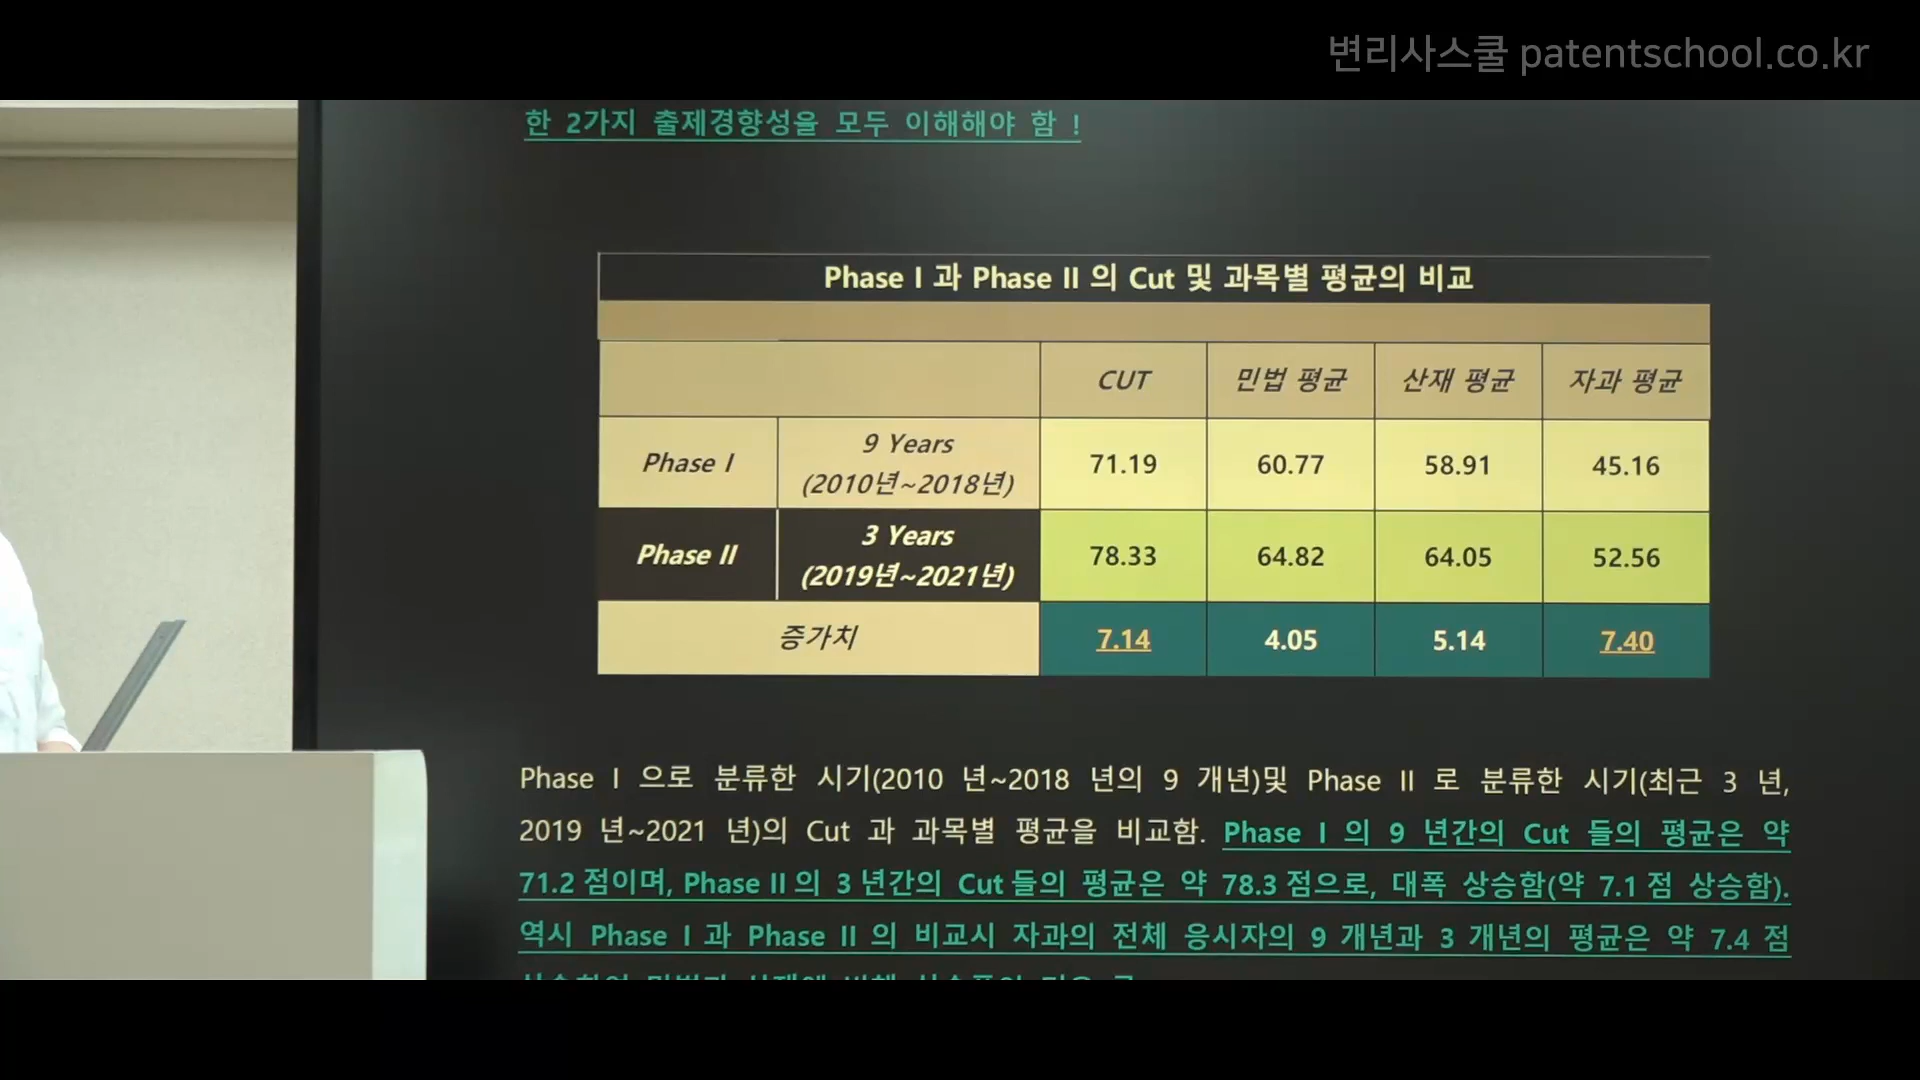 변리사스쿨 patentschool.co.kr
한 2가지 출제경향성을 모두 이해해야 함 !
Phase I 과 Phase II 의 Cut 및 과목별 평균의 비교
CUT 민법 평균 산재 평균 자과 평균
Phase I 9 Years (2010년~2018년) 71.19 60.77 58.91 45.16
Phase II 3 Years (2019년~2021년) 78.33 64.82 64.05 52.56
증가치 7.14 4.05 5.14 7.40
Phase I 으로 분류한 시기(2010 년~2018 년의 9 개년)및 Phase II 로 분류한 시기(최근 3 년,
2019 년~2021 년)의 Cut 과 과목별 평균을 비교함. Phase I 의 9 년간의 Cut 들의 평균은 약
71.2 점이며, Phase II 의 3 년간의 Cut 들의 평균은 약 78.3 점으로, 대폭 상승함(약 7.1 점 상승함).
역시 Phase I 과 Phase II 의 비교시 자과의 전체 응시자의 9 개년과 3 개년의 평균은 약 7.4 점